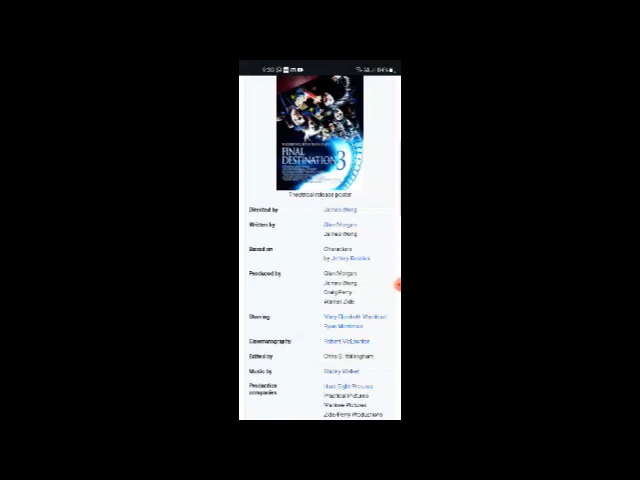 FINAL
DESTINATION 3
Theatrical release poster
Directed by James Wong
Written by Glen Morgan
James Wong
Based on Characters
by Jeffrey Reddick
Produced by Glen Morgan
James Wong
Craig Perry
Warren Zide
Starring Mary Elizabeth Winstead
Ryan Merriman
Cinematography Robert McLachlan
Edited by Chris G. Willingham
Music by Shirley Walker
Production Hard Eight Pictures
companies Practical Pictures
Matinee Pictures
Zide/Perry Productions